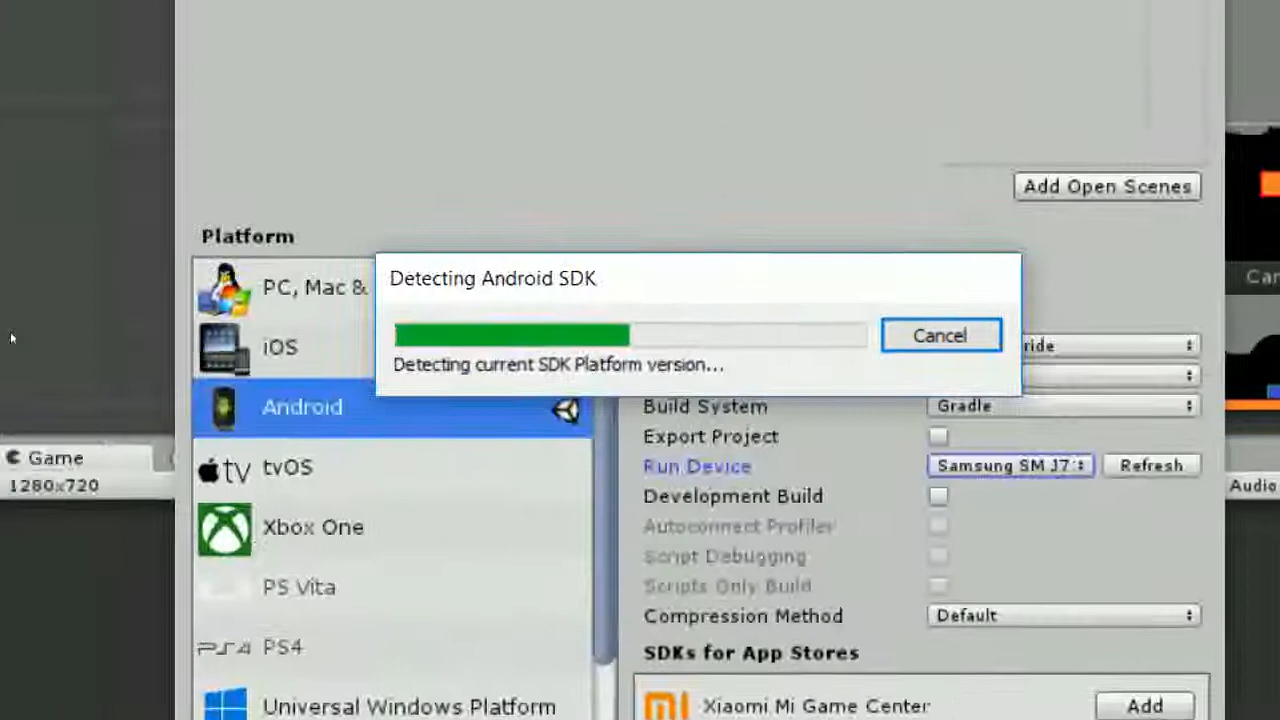 Add Open Scenes
Platform
Detecting Android SDK
PC, Mac &
Cancel
Detecting current SDK Platform version...
iOS
ride
Android
Build System
Gradle
Export Project
Run Device
Samsung SM J7
Refresh
Game
1280x720
tvOS
Development Build
Audio
Xbox One
Autoconnect Profiler
Script Debugging
PS Vita
Scripts Only Build
Compression Method
Default
PS4
SDKs for App Stores
Universal Windows Platform
Xiaomi Mi Game Center
Add